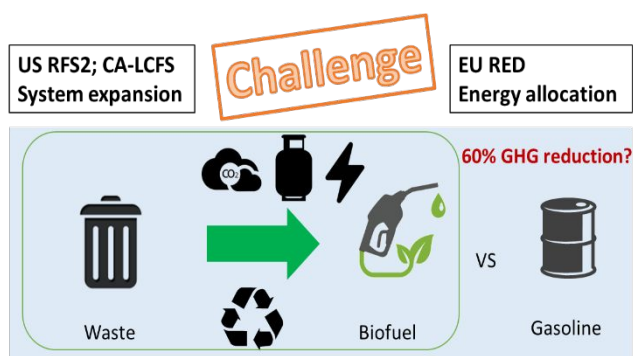 US RFS2; CA-LCFS
System expansion
Challenge
EU RED
Energy allocation
60% GHG reduction?
CO2
Waste
Biofuel
VS
Gasoline